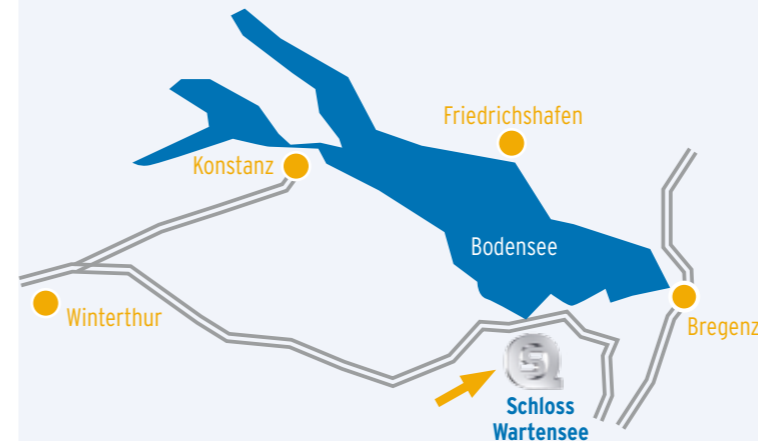 Friedrichshafen
Konstanz
Bodensee
Winterthur
Bregenz
Schloss
Wartensee